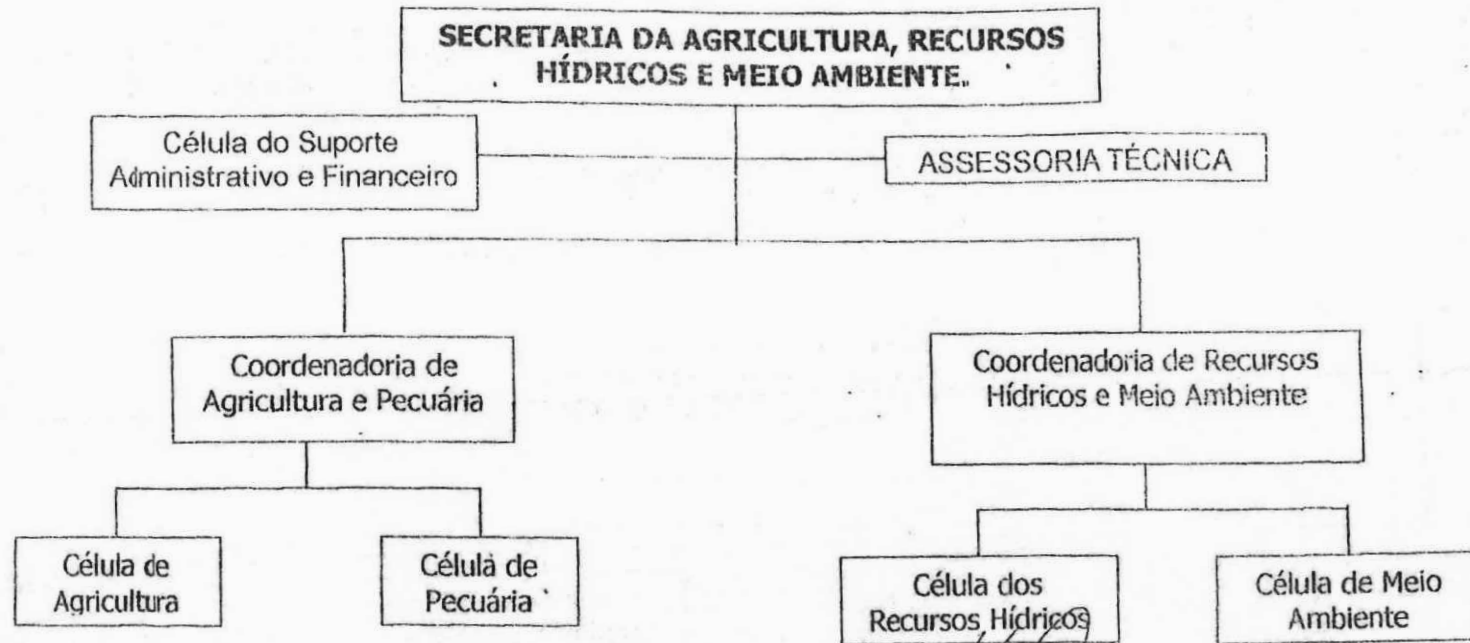 SECRETARIA DA AGRICULTURA, RECURSOS
HÍDRICOS E MEIO AMBIENTE.
Célula do Suporte
Administrativo e Financeiro
ASSESSORIA TÉCNICA
Coordenadoria de
Agricultura e Pecuária
Coordenadoria de Recursos
Hídricos e Meio Ambiente
Célula de
Agricultura
Célula de
Pecuária
Célula dos
Recursos Hídricos
Célula de Meio
Ambiente